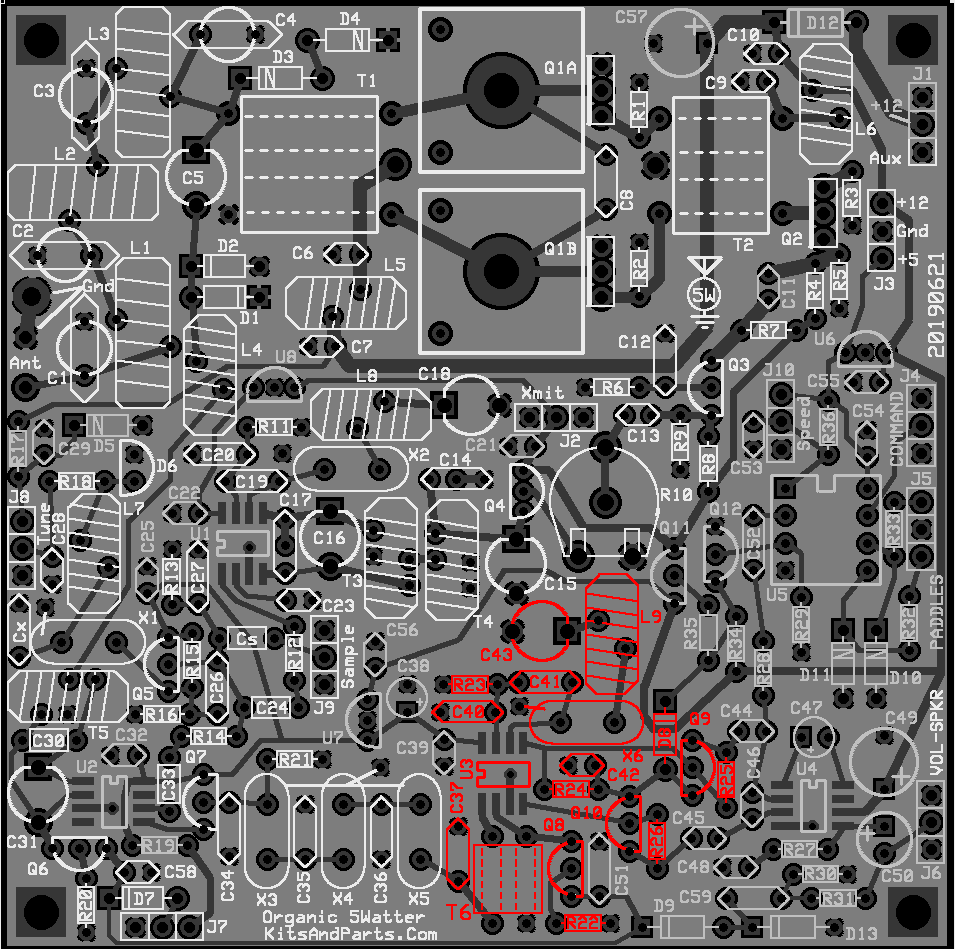 L3
C4
D4
C57
C10
D12
D3
T1
Q1A
C9
J1
C3
R1
+12
L6
L2
Aux
C5
C8
R3
+12
C2
L1
D2
C6
Q1B
R2
T2
Q2
Gnd
+5
L5
J3
Gnd
5W
C11
R4
R5
D1
20190621
R7
U6
Ant
C7
C12
L4
U8
Q3
C1
L8
C18
J10
C55
J4
R6
Xmit
R17
C29
D5
R11
J2
C13
R9
Speed
R36
C54
COMMAND
C21
R8
C53
D6
C20
X2
C14
J8
R18
C19
R10
J5
Tune
C28
L7
C22
C17
Q4
Q11
Q12
C25
U1
C16
C52
R33
R13
C27
T3
C15
U5
PADDLES
Cx
X1
C23
T4
L9
R35
R34
R29
R32
R15
Cs
R12
Sample
C56
C43
R28
D11
D10
Q5
C26
C38
R23
C41
T5
R16
C24
J9
C40
D8
Q9
C44
C47
C49
VOL-SPKR
C30
C32
R14
U7
C39
X6
U2
Q7
R21
U3
C42
R25
C46
U4
C33
R24
C37
Q10
C31
Q8
R26
C45
Q6
R19
R27
C50
J6
C58
C34
C35
C36
C51
C48
R30
R20
D7
X3
X4
X5
C59
R31
T6
J7
Organic 5Watter
R22
D9
D13
KitsAndParts.Com